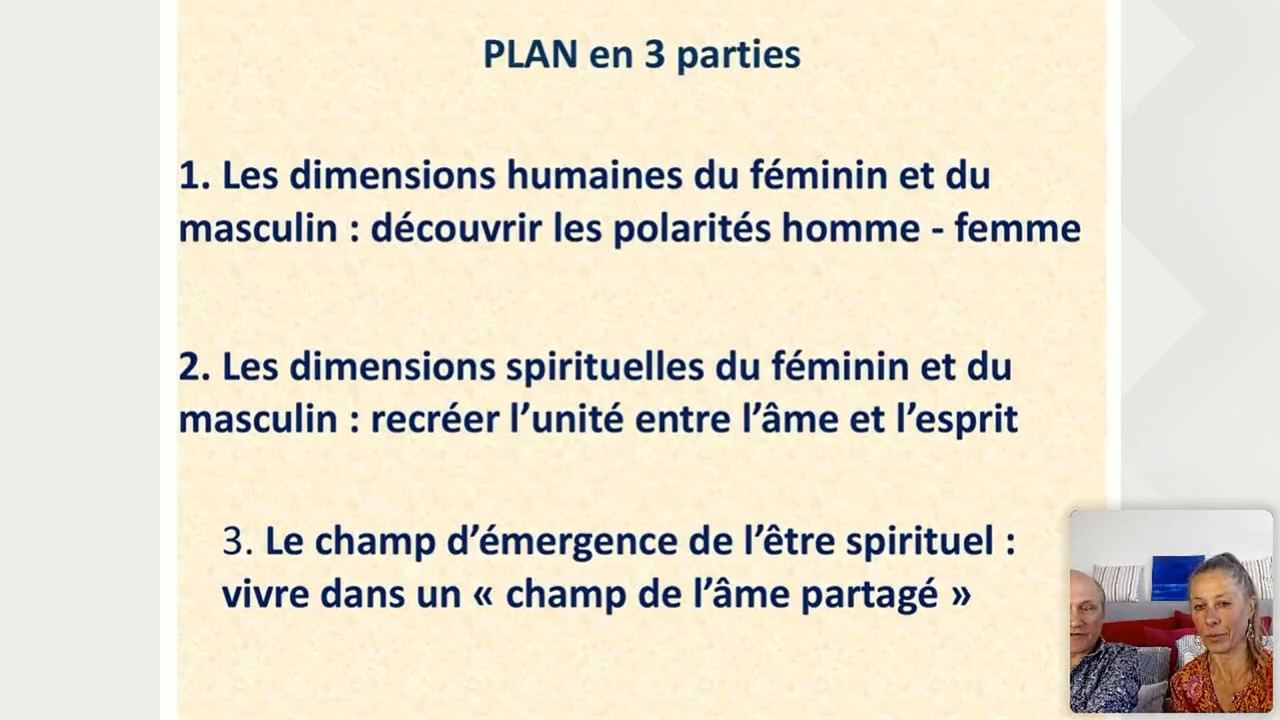 PLAN en 3 parties
1. Les dimensions humaines du féminin et du
masculin : découvrir les polarités homme - femme
2. Les dimensions spirituelles du féminin et du
masculin : recréer l’unité entre l’âme et l’esprit
3. Le champ d’émergence de l’être spirituel :
vivre dans un « champ de l’âme partagé »